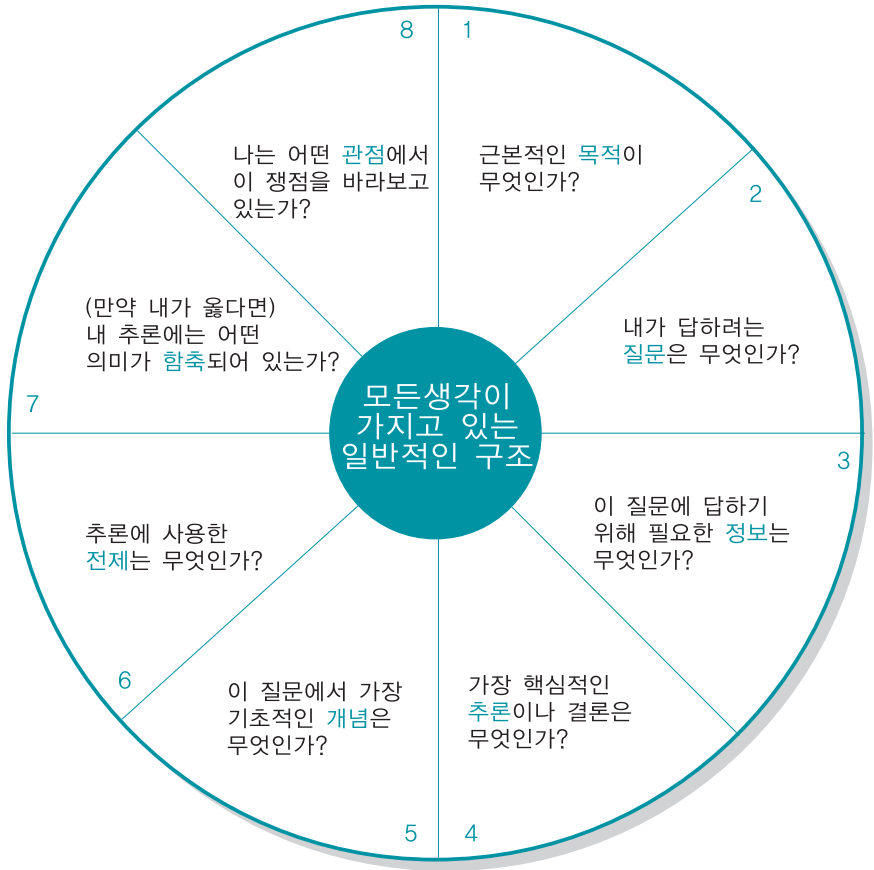 모든생각이
가지고 있는
일반적인 구조
1
근본적인 목적이
무엇인가?
2
내가 답하려는
질문은 무엇인가?
3
이 질문에 답하기
위해 필요한 정보는
무엇인가?
4
가장 핵심적인
추론이나 결론은
무엇인가?
5
이 질문에서 가장
기초적인 개념은
무엇인가?
6
추론에 사용한
전제는 무엇인가?
7
(만약 내가 옳다면)
내 추론에는 어떤
의미가 함축되어 있는가?
8
나는 어떤 관점에서
이 쟁점을 바라보고
있는가?